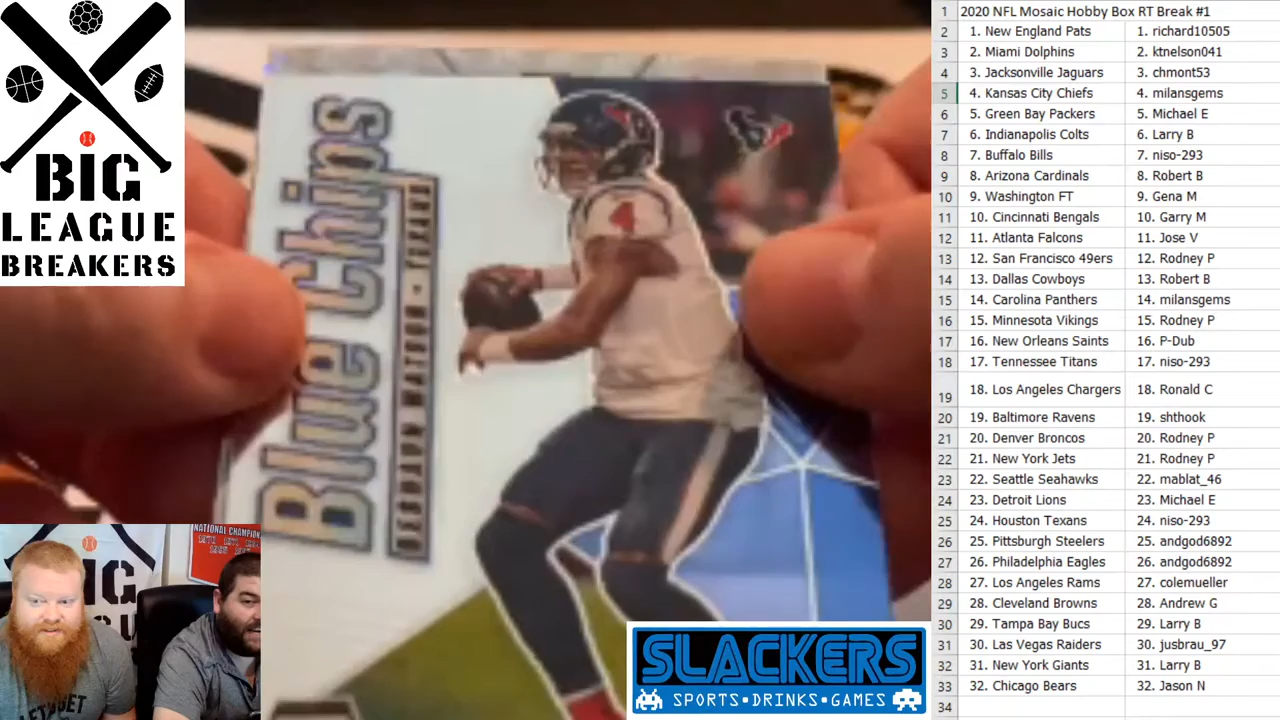 BIG
LEAGUE
BREAKERS
Blue Chips
DESHAUN WATSON • TEXANS
4
NATIONAL CHAMPION
BIG
SLACKERS
SPORTS•DRINKS•GAMES
1 2020 NFL Mosaic Hobby Box RT Break #1
2 1. New England Pats 1. richard10505
3 2. Miami Dolphins 2. ktnelson041
4 3. Jacksonville Jaguars 3. chmont53
5 4. Kansas City Chiefs 4. milansgems
6 5. Green Bay Packers 5. Michael E
7 6. Indianapolis Colts 6. Larry B
8 7. Buffalo Bills 7. niso-293
9 8. Arizona Cardinals 8. Robert B
10 9. Washington FT 9. Gena M
11 10. Cincinnati Bengals 10. Garry M
12 11. Atlanta Falcons 11. Jose V
13 12. San Francisco 49ers 12. Rodney P
14 13. Dallas Cowboys 13. Robert B
15 14. Carolina Panthers 14. milansgems
16 15. Minnesota Vikings 15. Rodney P
17 16. New Orleans Saints 16. P-Dub
18 17. Tennessee Titans 17. niso-293
19 18. Los Angeles Chargers 18. Ronald C
20 19. Baltimore Ravens 19. shthook
21 20. Denver Broncos 20. Rodney P
22 21. New York Jets 21. Rodney P
23 22. Seattle Seahawks 22. mablat_46
24 23. Detroit Lions 23. Michael E
25 24. Houston Texans 24. niso-293
26 25. Pittsburgh Steelers 25. andgod6892
27 26. Philadelphia Eagles 26. andgod6892
28 27. Los Angeles Rams 27. colemueller
29 28. Cleveland Browns 28. Andrew G
30 29. Tampa Bay Bucs 29. Larry B
31 30. Las Vegas Raiders 30. jusbrau_97
32 31. New York Giants 31. Larry B
33 32. Chicago Bears 32. Jason N
34